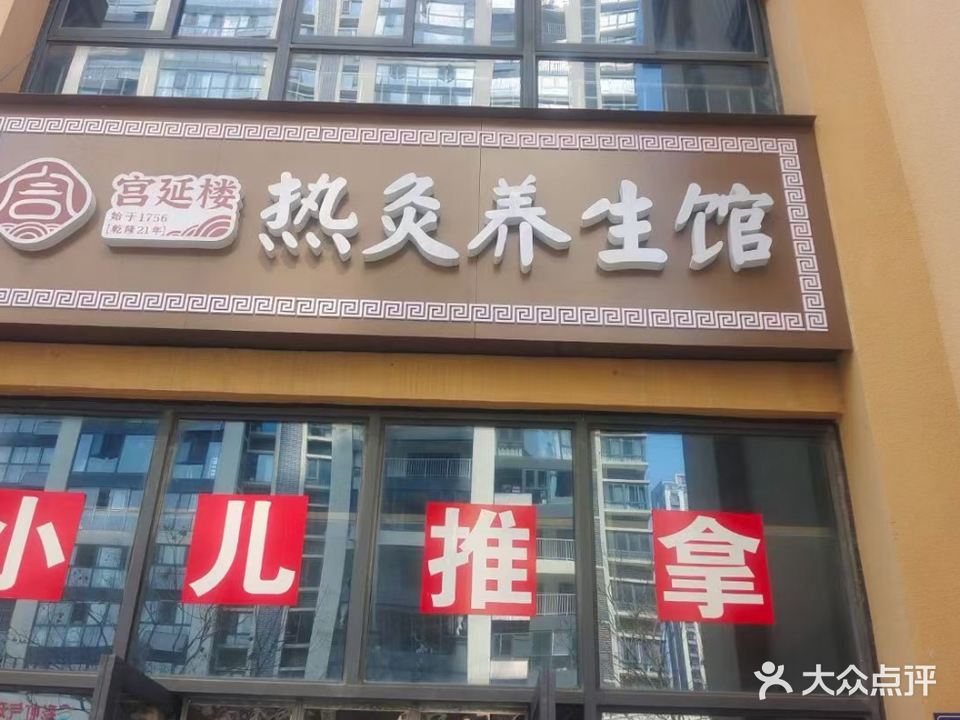 宫
宫延楼
始于1756
[乾隆21年]
热灸养生馆
小儿推拿
大众点评